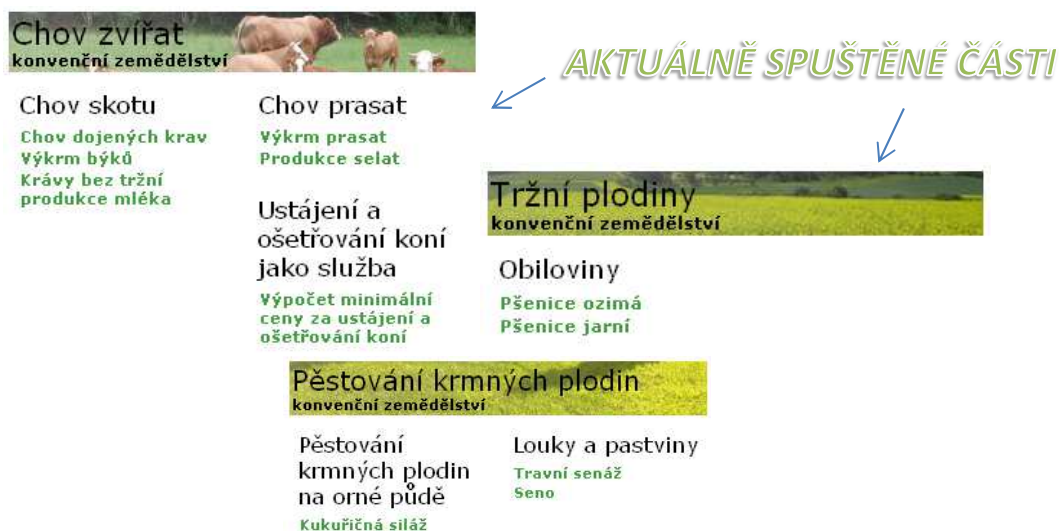 Chov zvířat
konvenční zemědělství
AKTUÁLNĚ SPUŠTĚNÉ ČÁSTI
Chov skotu
Chov dojených krav
Výkrm býků
Krávy bez tržní
produkce mléka
Chov prasat
Výkrm prasat
Produkce selat
Ustájení a
ošetřování koní
jako služba
Výpočet minimální
ceny za ustájení a
ošetřování koní
Tržní plodiny
konvenční zemědělství
Obiloviny
Pšenice ozimá
Pšenice jarní
Pěstování krmných plodin
konvenční zemědělství
Pěstování
krmných plodin
na orné půdě
Kukuřičná siláž
Louky a pastviny
Travní senáž
Seno